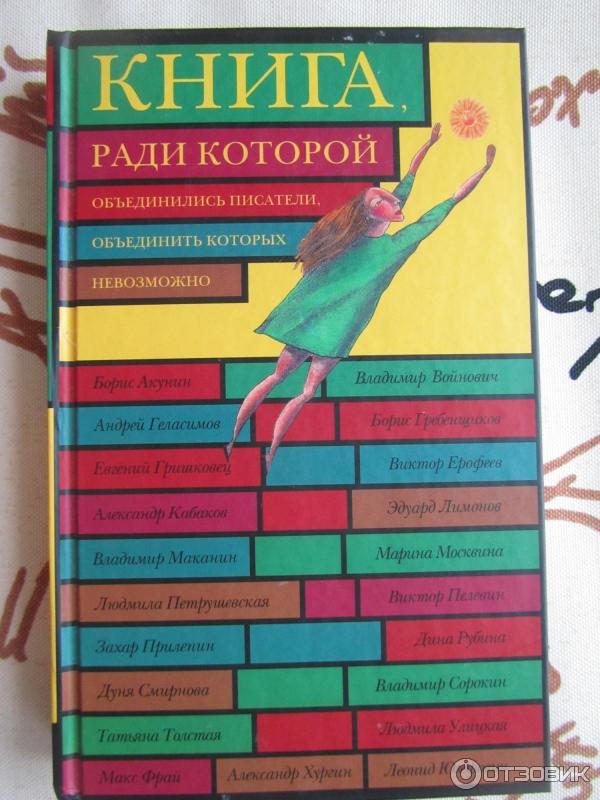 КНИГА,
РАДИ КОТОРОЙ
ОБЪЕДИНИЛИСЬ ПИСАТЕЛИ,
ОБЪЕДИНИТЬ КОТОРЫХ
НЕВОЗМОЖНО
Борис Акунин Владимир Войнович
Андрей Геласимов Борис Гребенщиков
Евгений Гришковец Виктор Ерофеев
Александр Кабаков Эдуард Лимонов
Владимир Маканин Марина Москвина
Людмила Петрушевская Виктор Пелевин
Захар Прилепин Дина Рубина
Дуня Смирнова Владимир Сорокин
Татьяна Толстая Людмила Улицкая
Макс Фрай Александр Хургин Леонид
ОТЗОВИК